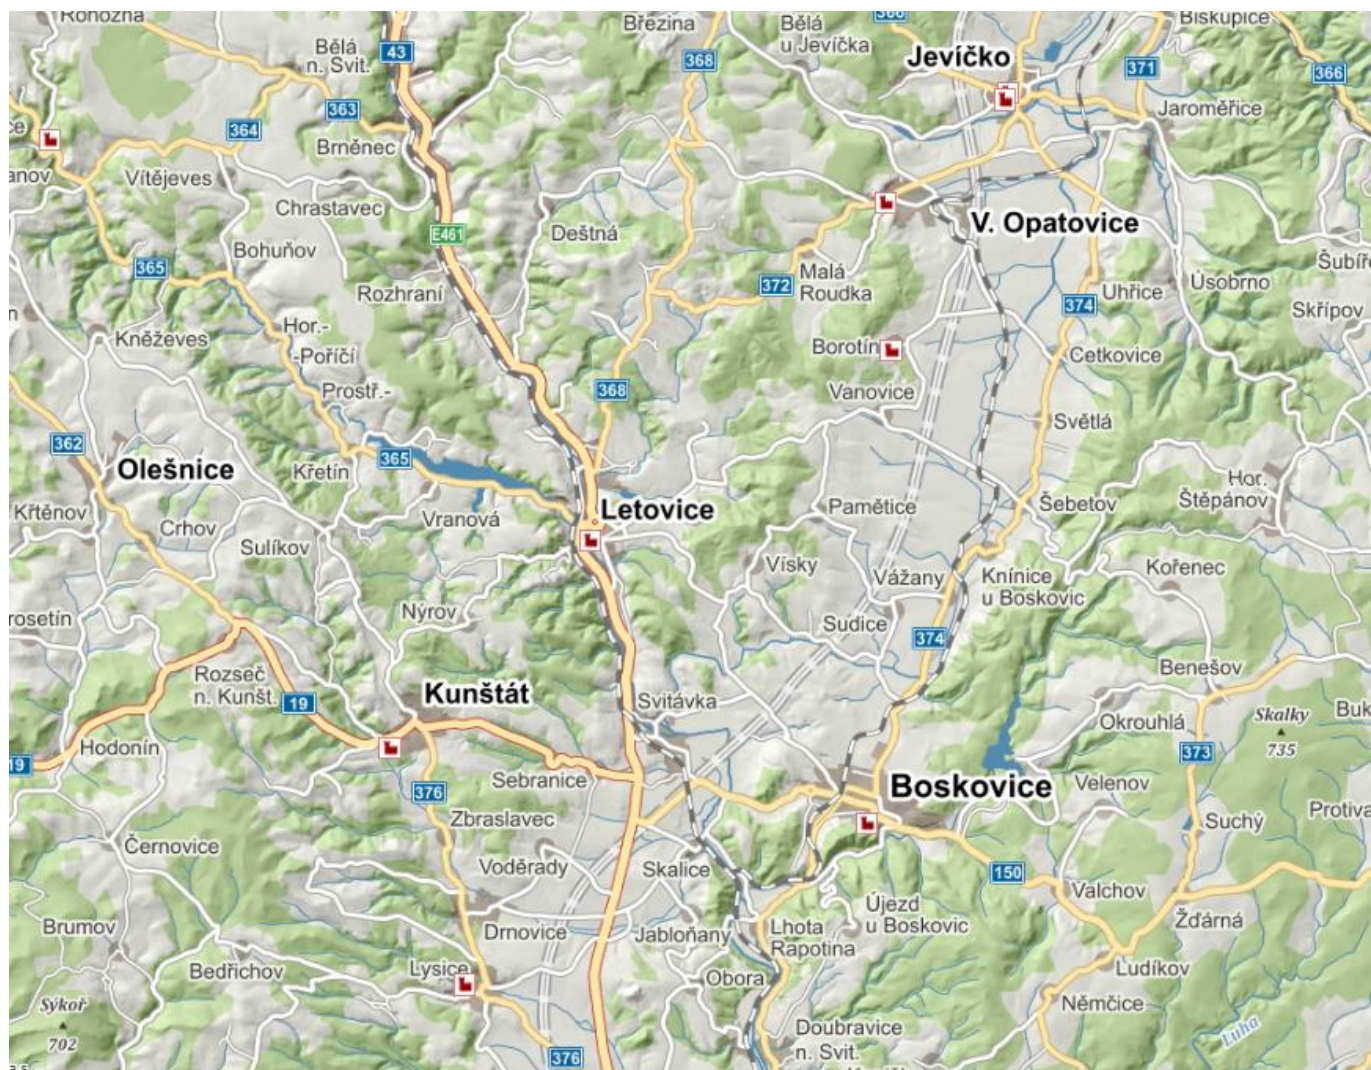 Rohozná
Březina
Bělá
u Jevíčka
368
Biskupice
Bělá
n. Svit.
43
368
Jevíčko
371
366
363
364
Jaroměřice
Brněnec
Vítějeves
Chrastavec
Deštná
V. Opatovice
E461
Bohuňov
365
Malá
Roudka
372
Rozhraní
374
Uhřice
Úsobrno
Skřípov
Hor.-
-Poříčí
Kněževes
Borotín
Cetkovice
Prostř.-
368
Vanovice
Světlá
362
Olešnice
Křetín
365
Hor.
Štěpánov
Křtěnov
Crhov
Vranová
Letovice
Pamětice
Šebetov
Sulíkov
Vísky
Vážany
Knínice
u Boskovic
Kořenec
Nýrov
Sudice
374
Rozseč
n. Kunšt.
Kunštát
Svitávka
Benešov
19
Okrouhlá
Skalky
735
Hodonín
19
373
Sebranice
Boskovice
Velenov
376
Zbraslavec
Suchý
Černovice
Voděrady
Skalice
150
Valchov
Brumov
Drnovice
Jabloňany
Lhota
Rapotina
Újezd
u Boskovic
Žďárná
Bedřichov
Lysice
Obora
Ludíkov
Sýkoř
702
Němčice
Doubravice
n. Svit.
376
Luha